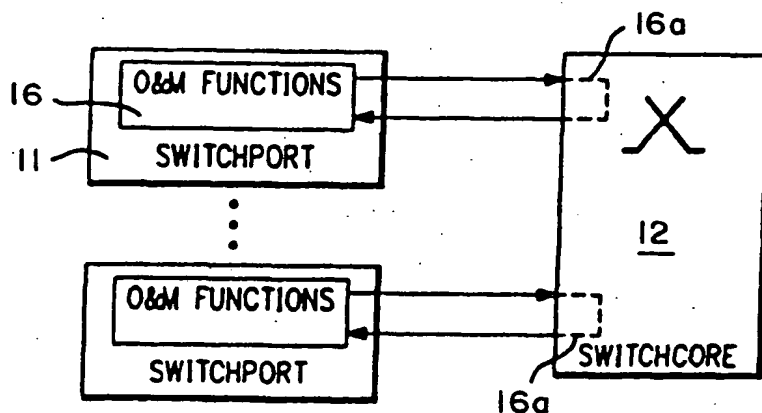 16a
O&M FUNCTIONS
16
SWITCHPORT
11
12
O&M FUNCTIONS
SWITCHPORT
SWITCHCORE
16a